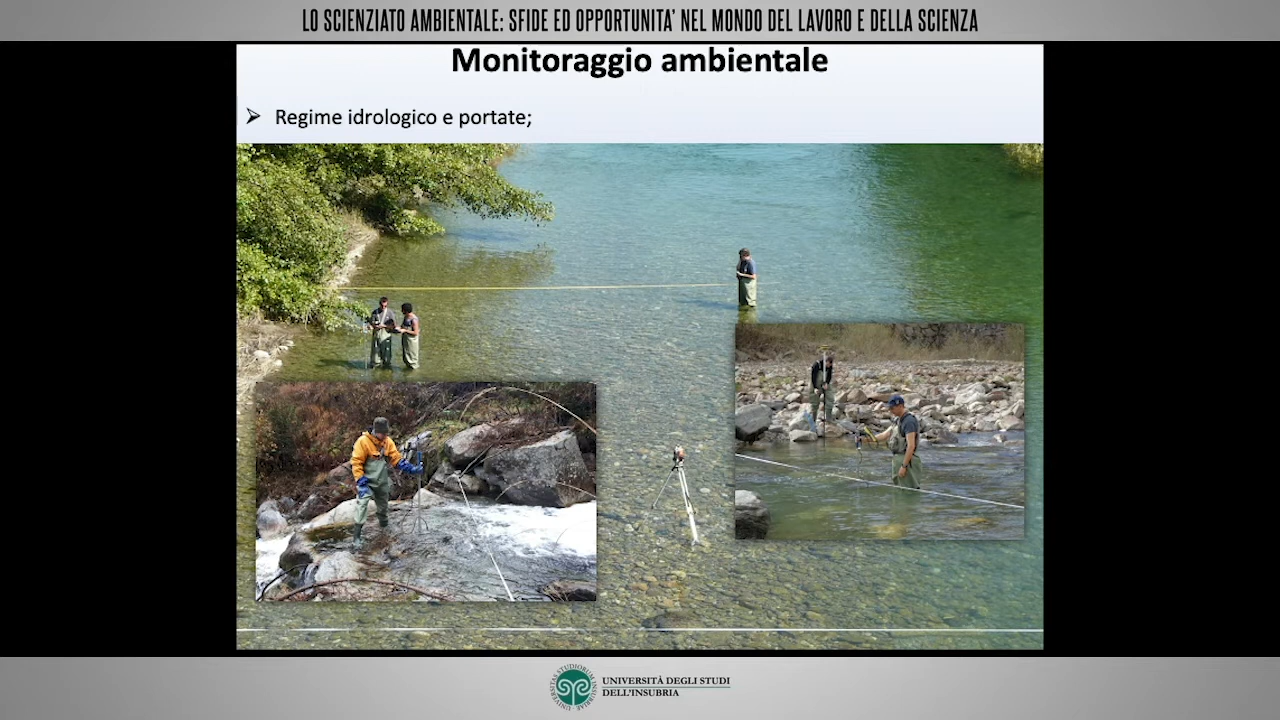 LO SCIENZIATO AMBIENTALE: SFIDE ED OPPORTUNITA' NEL MONDO DEL LAVORO E DELLA SCIENZA
Monitoraggio ambientale
➢ Regime idrologico e portate;
UNIVERSITÀ DEGLI STUDI
DELL'INSUBRIA